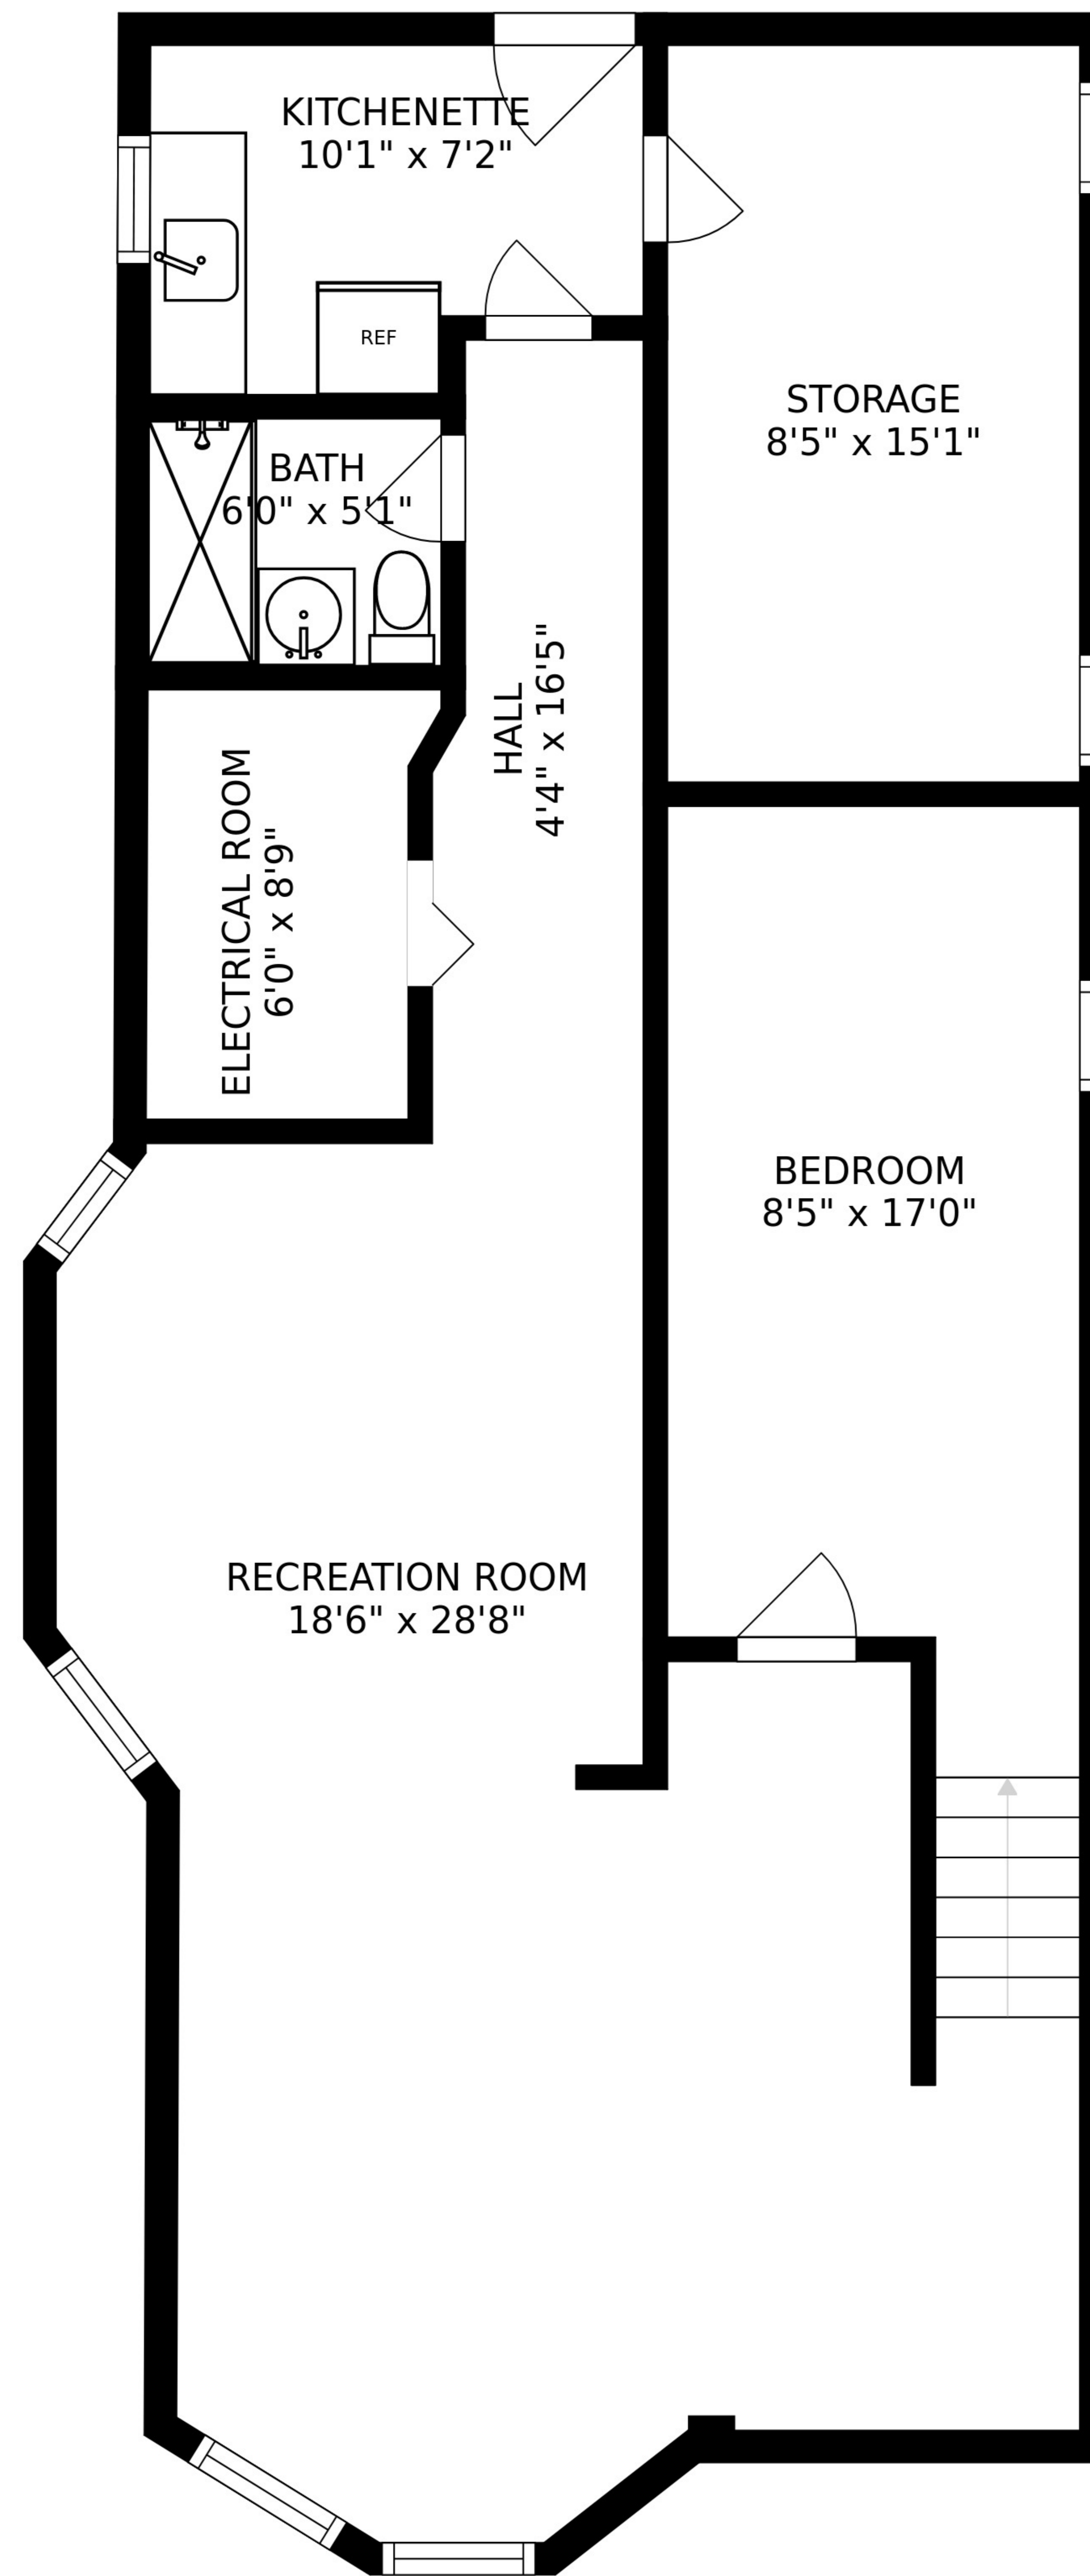 KITCHENETTE
10'1" x 7'2"
REF
STORAGE
8'5" x 15'1"
BATH
6'0" x 5'1"
HALL
4'4" x 16'5"
ELECTRICAL ROOM
6'0" x 8'9"
BEDROOM
8'5" x 17'0"
RECREATION ROOM
18'6" x 28'8"